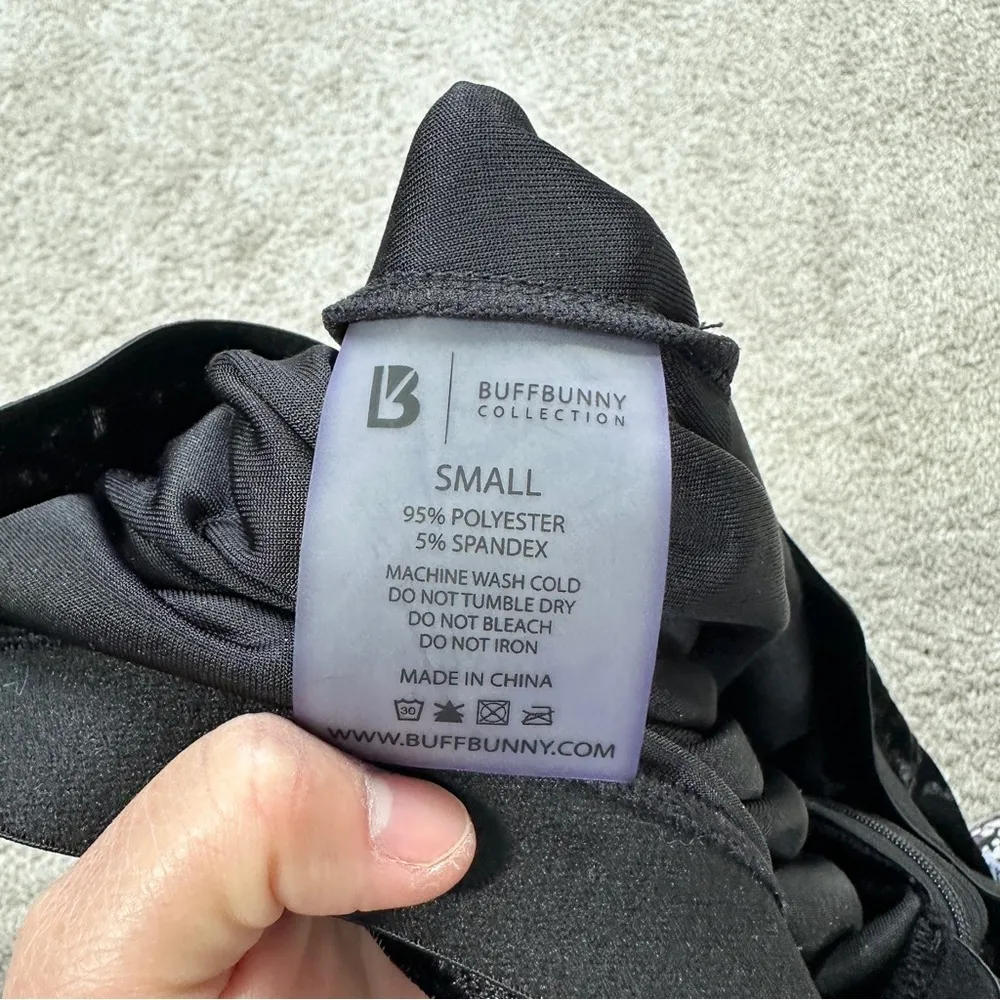 B
BUFFBUNNY
COLLECTION
SMALL
95% POLYESTER
5% SPANDEX
MACHINE WASH COLD
DO NOT TUMBLE DRY
DO NOT BLEACH
DO NOT IRON
MADE IN CHINA
30
WWW.BUFFBUNNY.COM